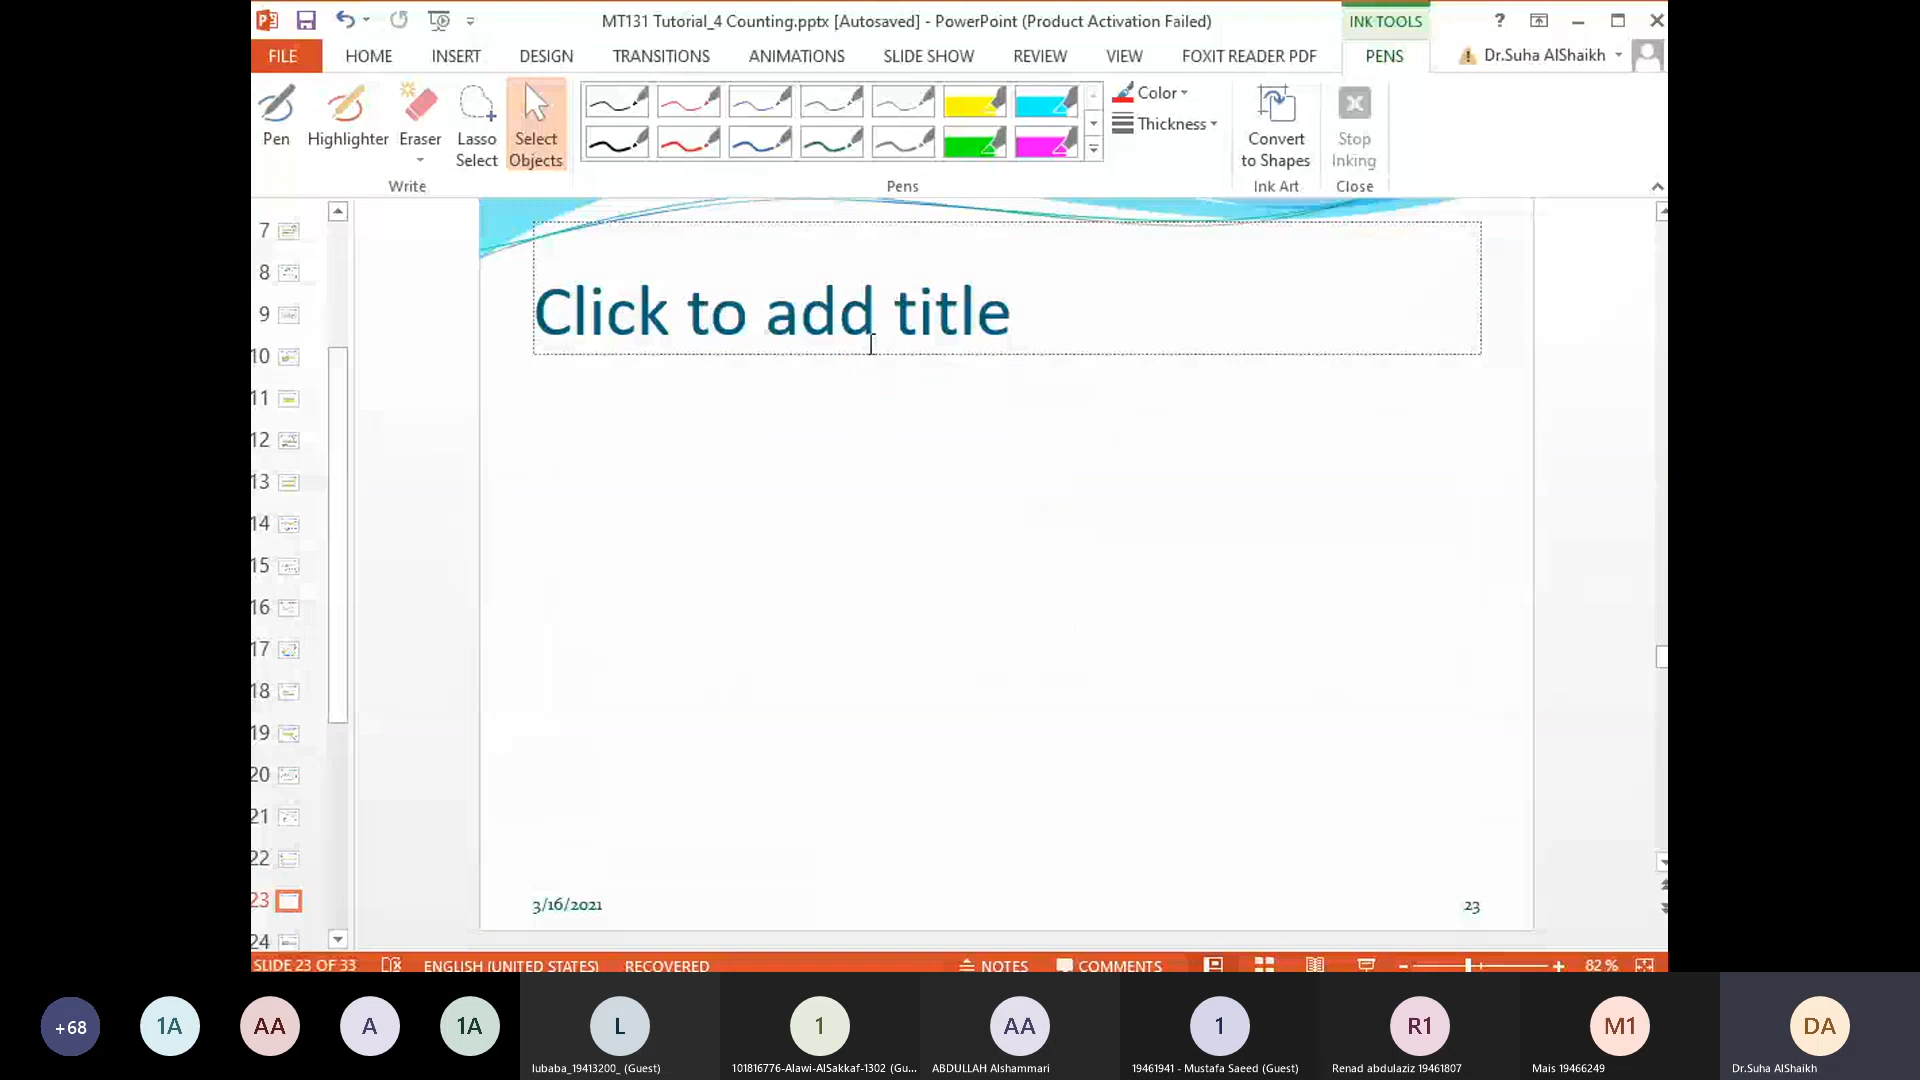 MT131 Tutorial_4 Counting.pptx [Autosaved] - PowerPoint (Product Activation Failed)
INK TOOLS
?
FILE HOME INSERT DESIGN TRANSITIONS ANIMATIONS SLIDE SHOW REVIEW VIEW FOXIT READER PDF PENS
Dr.Suha AlShaikh
Pen
Highlighter
Eraser
Lasso
Select
Select
Objects
Color
Thickness
Convert
to Shapes
Stop
Inking
Write
Pens
Ink Art
Close
7
8
9
10
11
12
13
14
15
16
17
18
19
20
21
22
23
24
Click to add title
3/16/2021
23
SLIDE 23 OF 33 ENGLISH (UNITED STATES) RECOVERED NOTES COMMENTS 82 %
+68
1A
AA
A
1A
L
1
AA
1
R1
M1
DA
lubaba_19413200_ (Guest)
101816776-Alawi-AlSakkaf-1302 (Gu...
ABDULLAH Alshammari
19461941 - Mustafa Saeed (Guest)
Renad abdulaziz 19461807
Mais 19466249
Dr.Suha AlShaikh